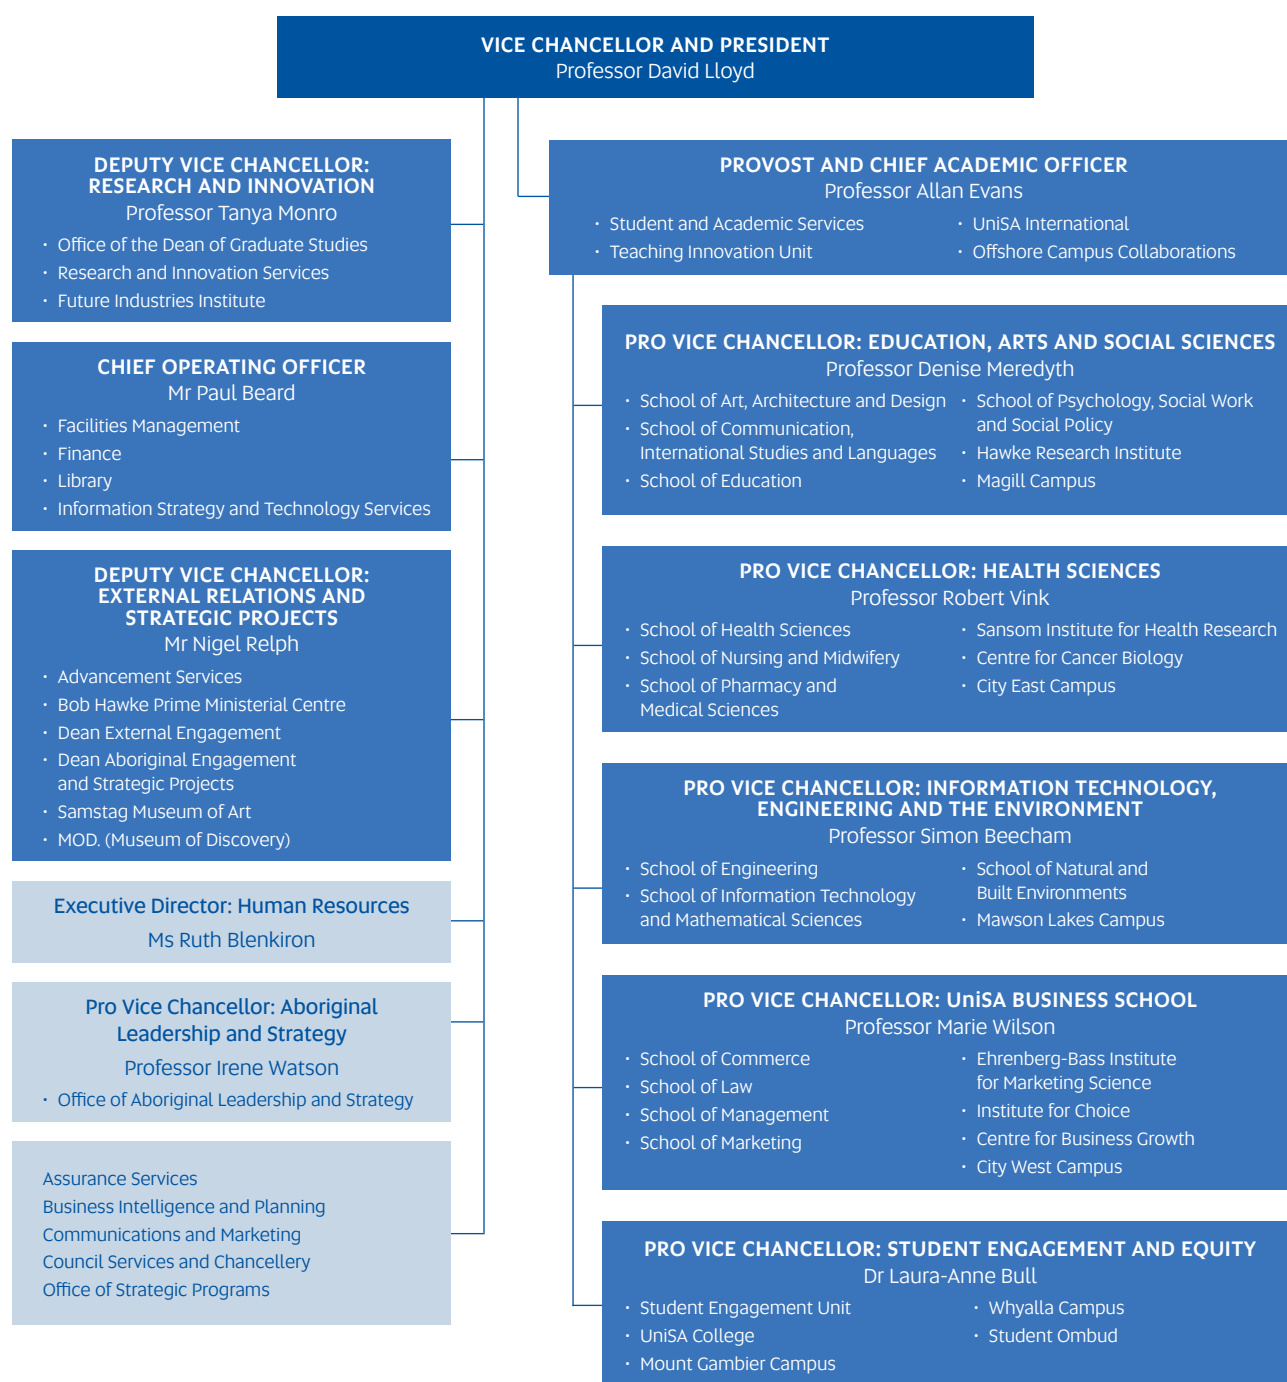 VICE CHANCELLOR AND PRESIDENT
Professor David Lloyd
DEPUTY VICE CHANCELLOR:
RESEARCH AND INNOVATION
Professor Tanya Monro
· Office of the Dean of Graduate Studies
· Research and Innovation Services
· Future Industries Institute
CHIEF OPERATING OFFICER
Mr Paul Beard
· Facilities Management
· Finance
· Library
· Information Strategy and Technology Services
DEPUTY VICE CHANCELLOR:
EXTERNAL RELATIONS AND
STRATEGIC PROJECTS
Mr Nigel Relph
· Advancement Services
· Bob Hawke Prime Ministerial Centre
· Dean External Engagement
· Dean Aboriginal Engagement
and Strategic Projects
· Samstag Museum of Art
· MOD. (Museum of Discovery)
Executive Director: Human Resources
Ms Ruth Blenkiron
Pro Vice Chancellor: Aboriginal
Leadership and Strategy
Professor Irene Watson
· Office of Aboriginal Leadership and Strategy
Assurance Services
Business Intelligence and Planning
Communications and Marketing
Council Services and Chancellery
Office of Strategic Programs
PROVOST AND CHIEF ACADEMIC OFFICER
Professor Allan Evans
· Student and Academic Services
· Teaching Innovation Unit
· UniSA International
· Offshore Campus Collaborations
PRO VICE CHANCELLOR: EDUCATION, ARTS AND SOCIAL SCIENCES
Professor Denise Meredyth
· School of Art, Architecture and Design
· School of Communication,
International Studies and Languages
· School of Education
· School of Psychology, Social Work
and Social Policy
· Hawke Research Institute
· Magill Campus
PRO VICE CHANCELLOR: HEALTH SCIENCES
Professor Robert Vink
· School of Health Sciences
· School of Nursing and Midwifery
· School of Pharmacy and
Medical Sciences
· Sansom Institute for Health Research
· Centre for Cancer Biology
· City East Campus
PRO VICE CHANCELLOR: INFORMATION TECHNOLOGY,
ENGINEERING AND THE ENVIRONMENT
Professor Simon Beecham
· School of Engineering
· School of Information Technology
and Mathematical Sciences
· School of Natural and
Built Environments
· Mawson Lakes Campus
PRO VICE CHANCELLOR: UniSA BUSINESS SCHOOL
Professor Marie Wilson
· School of Commerce
· School of Law
· School of Management
· School of Marketing
· Ehrenberg-Bass Institute
for Marketing Science
· Institute for Choice
· Centre for Business Growth
· City West Campus
PRO VICE CHANCELLOR: STUDENT ENGAGEMENT AND EQUITY
Dr Laura-Anne Bull
· Student Engagement Unit
· UniSA College
· Mount Gambier Campus
· Whyalla Campus
· Student Ombud